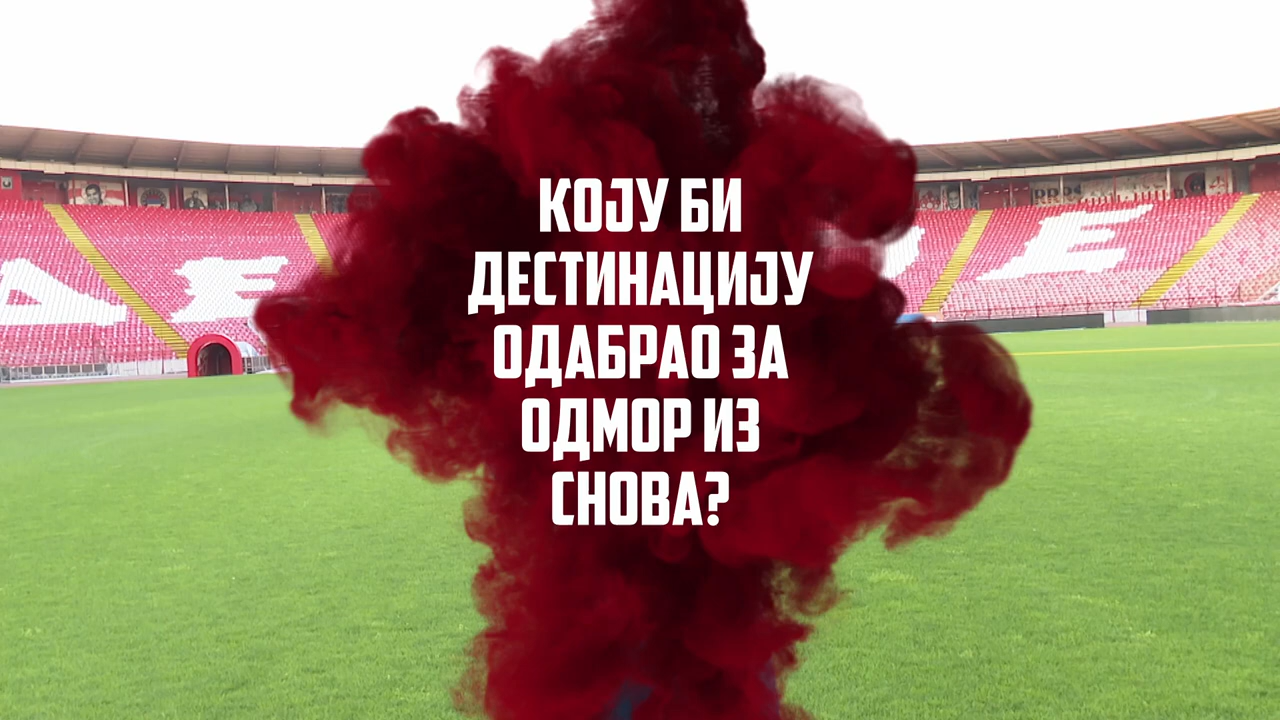 КОЈУ БИ
ДЕСТИНАЦИЈУ
ОДАБРАО ЗА
ОДМОР ИЗ
СНОВА?